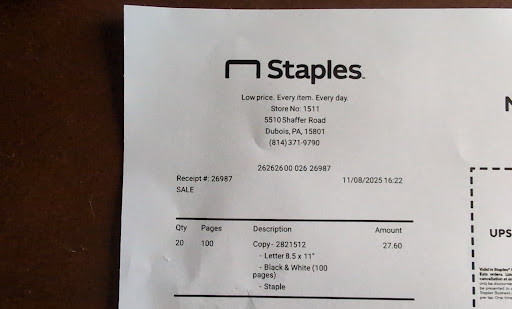 Staples
Low price. Every item. Every day.
Store No: 1511
5510 Shaffer Road
Dubois, PA, 15801
(814) 371-9790
26262600 026 26987
Receipt #: 26987
11/08/2025 16:22
SALE
Qty Pages Description Amount
20 100 Copy - 2821512 27.60
- Letter 8.5 x 11"
- Black & White (100
pages)
- Staple
UPS